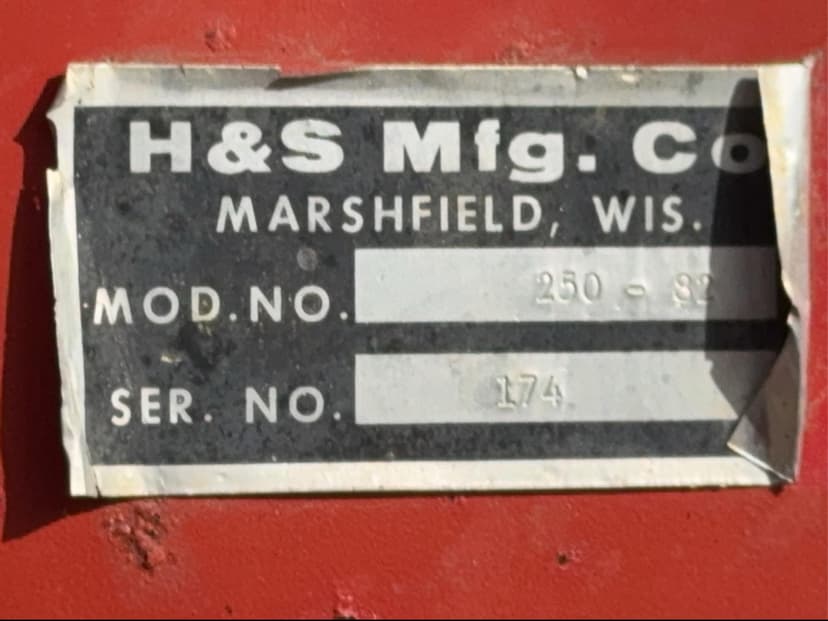 H&S Mfg. Co
MARSHFIELD, WIS.
MOD.NO. 250 - 82
SER. NO. 174